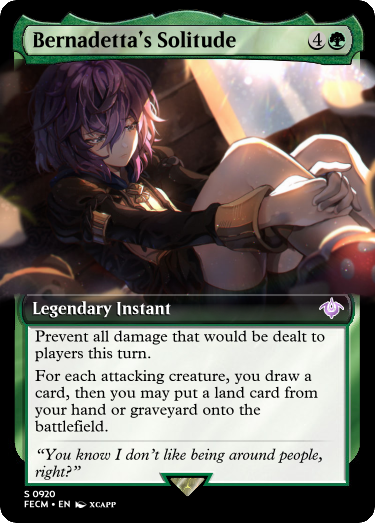 Bernadetta's Solitude 4
Legendary Instant
Prevent all damage that would be dealt to
players this turn.
For each attacking creature, you draw a
card, then you may put a land card from
your hand or graveyard onto the
battlefield.
“You know I don't like being around people,
right?”
S 0920
FECM • EN XCAPP